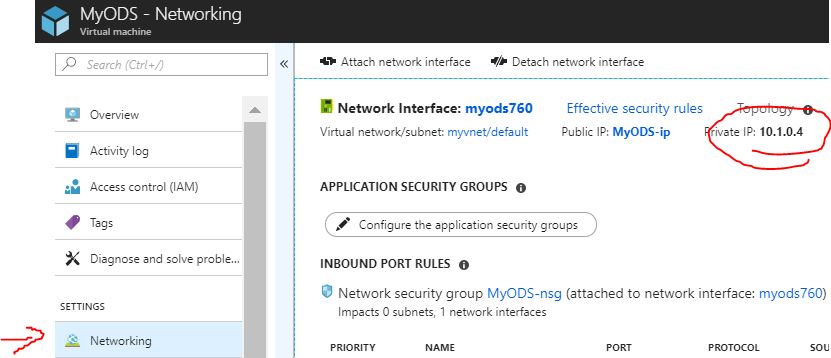 MyODS - Networking
Virtual machine
Search (Ctrl+/)
«
Overview
Activity log
Access control (IAM)
Tags
Diagnose and solve proble...
SETTINGS
Networking
Attach network interface Detach network interface
Network Interface: myods760 Effective security rules Topology
Virtual network/subnet: myvnet/default Public IP: MyODS-ip Private IP: 10.1.0.4
APPLICATION SECURITY GROUPS
Configure the application security groups
INBOUND PORT RULES
Network security group MyODS-nsg (attached to network interface: myods760)
Impacts 0 subnets, 1 network interfaces
PRIORITY NAME PORT PROTOCOL SOU